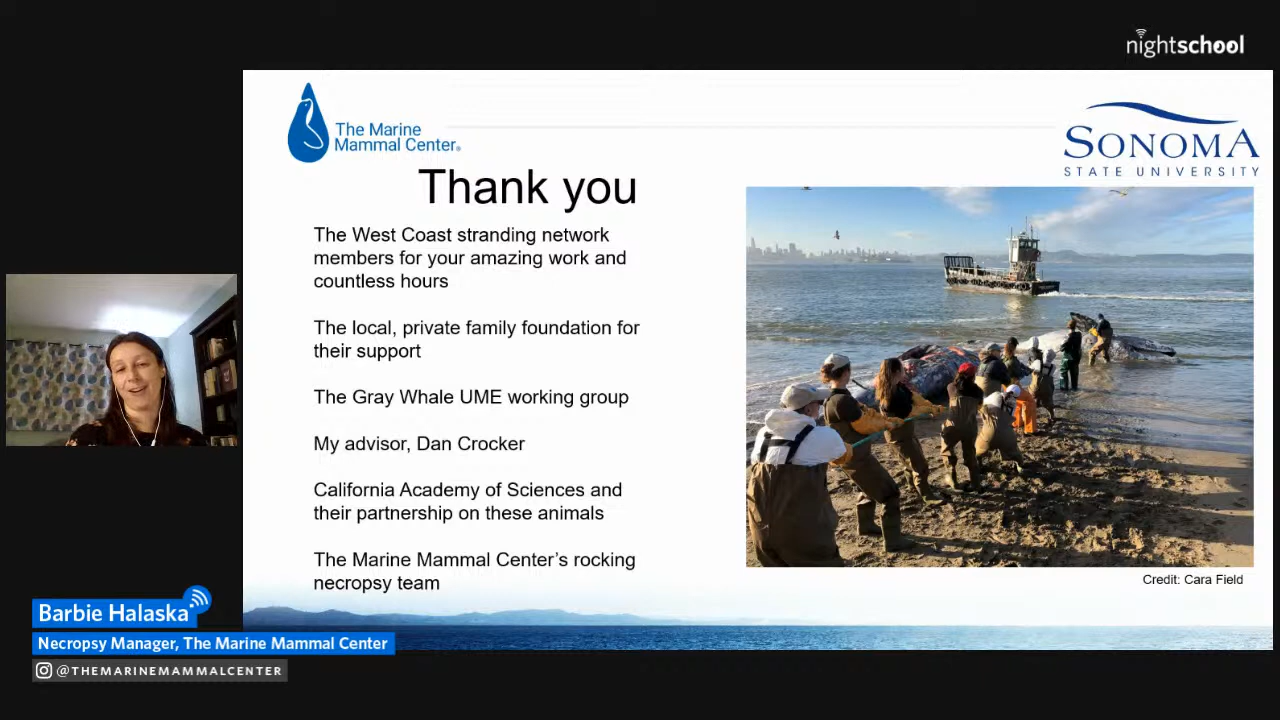 nightschool
The Marine
Mammal Center®
SONOMA
STATE UNIVERSITY
Thank you
The West Coast stranding network
members for your amazing work and
countless hours
The local, private family foundation for
their support
The Gray Whale UME working group
My advisor, Dan Crocker
California Academy of Sciences and
their partnership on these animals
The Marine Mammal Center’s rocking
necropsy team
Credit: Cara Field
Barbie Halaska
Necropsy Manager, The Marine Mammal Center
@THEMARINEMAMMALCENTER